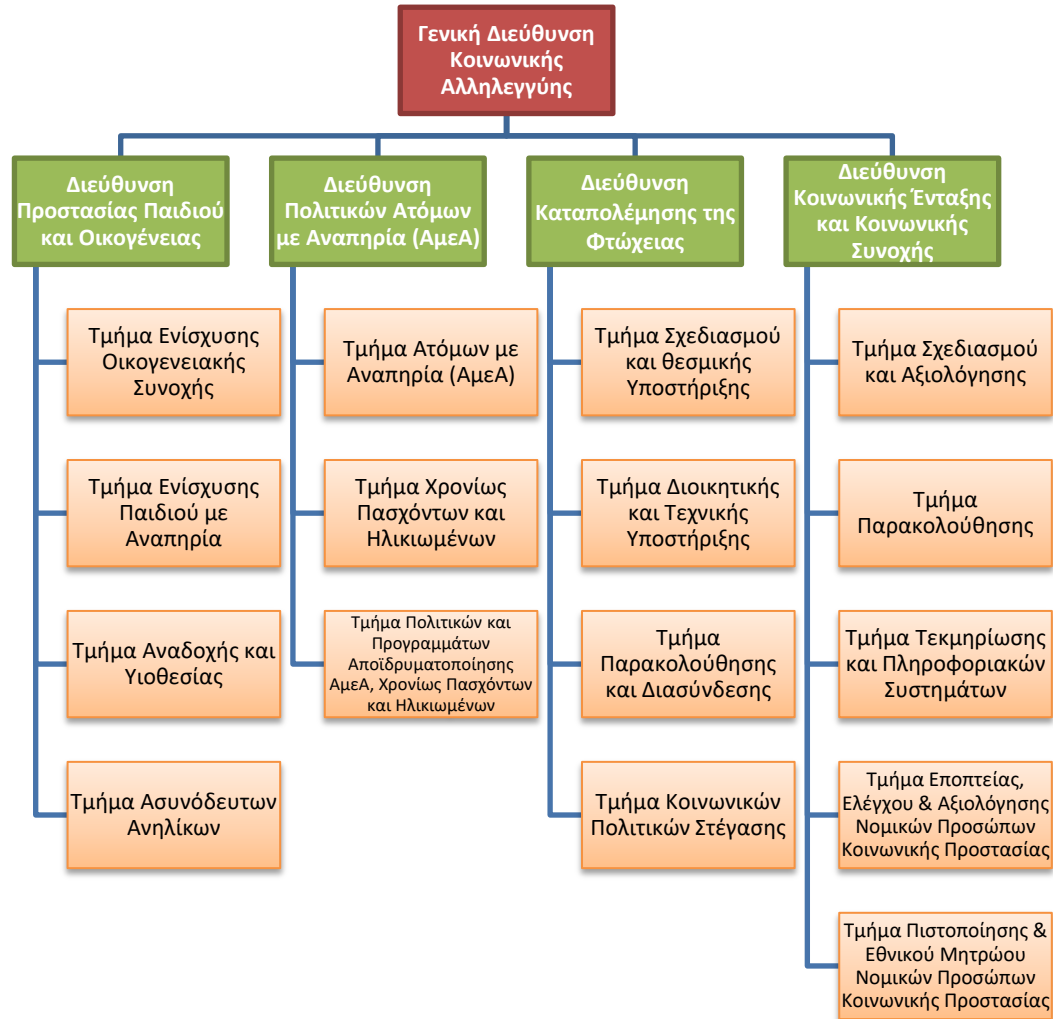 Γενική Διεύθυνση
Κοινωνικής
Αλληλεγγύης
Διεύθυνση
Προστασίας Παιδιού
και Οικογένειας
Διεύθυνση
Πολιτικών Ατόμων
με Αναπηρία (ΑμεΑ)
Διεύθυνση
Καταπολέμησης της
Φτώχειας
Διεύθυνση
Κοινωνικής Ένταξης
και Κοινωνικής
Συνοχής
Τμήμα Ενίσχυσης
Οικογενειακής
Συνοχής
Τμήμα Ενίσχυσης
Παιδιού με
Αναπηρία
Τμήμα Αναδοχής και
Υιοθεσίας
Τμήμα Ασυνόδευτων
Ανηλίκων
Τμήμα Ατόμων με
Αναπηρία (ΑμεΑ)
Τμήμα Χρονίως
Πασχόντων και
Ηλικιωμένων
Τμήμα Πολιτικών και
Προγραμμάτων
Αποϊδρυματοποίησης
ΑμεΑ, Χρονίως Πασχόντων
και Ηλικιωμένων
Τμήμα Σχεδιασμού
και θεσμικής
Υποστήριξης
Τμήμα Διοικητικής
και Τεχνικής
Υποστήριξης
Τμήμα
Παρακολούθησης
και Διασύνδεσης
Τμήμα Κοινωνικών
Πολιτικών Στέγασης
Τμήμα Σχεδιασμού
και Αξιολόγησης
Τμήμα
Παρακολούθησης
Τμήμα Τεκμηρίωσης
και Πληροφοριακών
Συστημάτων
Τμήμα Εποπτείας,
Ελέγχου & Αξιολόγησης
Νομικών Προσώπων
Κοινωνικής Προστασίας
Τμήμα Πιστοποίησης &
Εθνικού Μητρώου
Νομικών Προσώπων
Κοινωνικής Προστασίας